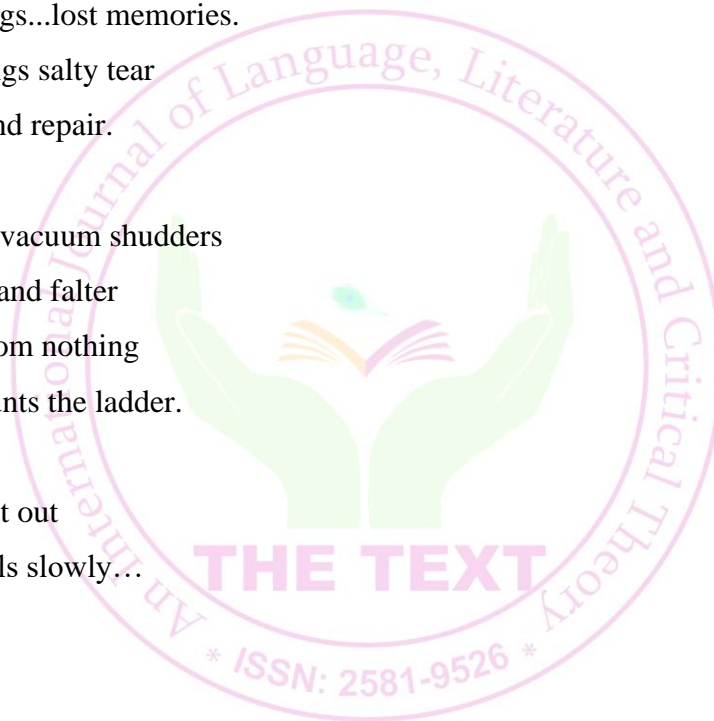 gs...lost memories.
gs salty tear
nd repair.
vacuum shudders
and falter
om nothing
nts the ladder.
t out
ls slowly…
An International Journal of Language, Literature and Critical Theory
THE TEXT
* ISSN: 2581-9526 *